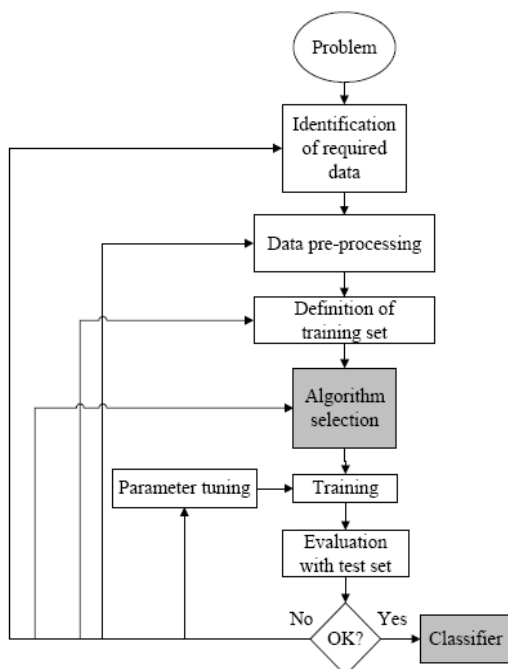 Problem
Identification
of required
data
Data pre-processing
Definition of
training set
Algorithm
selection
Parameter tuning
Training
Evaluation
with test set
No
Yes
OK?
Classifier